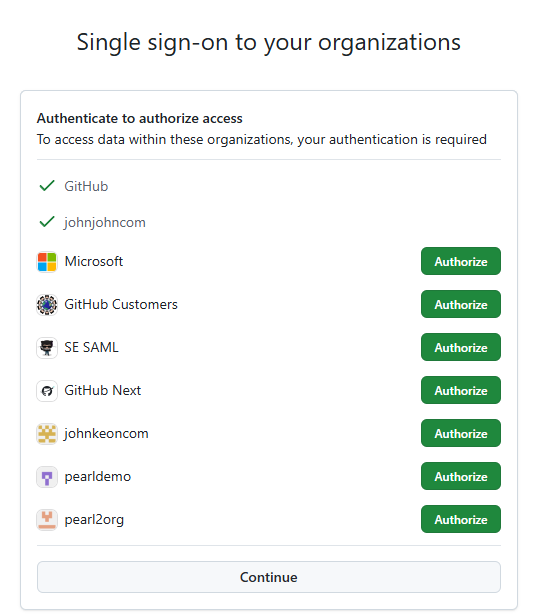 Single sign-on to your organizations
Authenticate to authorize access
To access data within these organizations, your authentication is required
GitHub
johnjohncom
Microsoft Authorize
GitHub Customers Authorize
SE SAML Authorize
GitHub Next Authorize
johnkeoncom Authorize
pearldemo Authorize
pearl2org Authorize
Continue